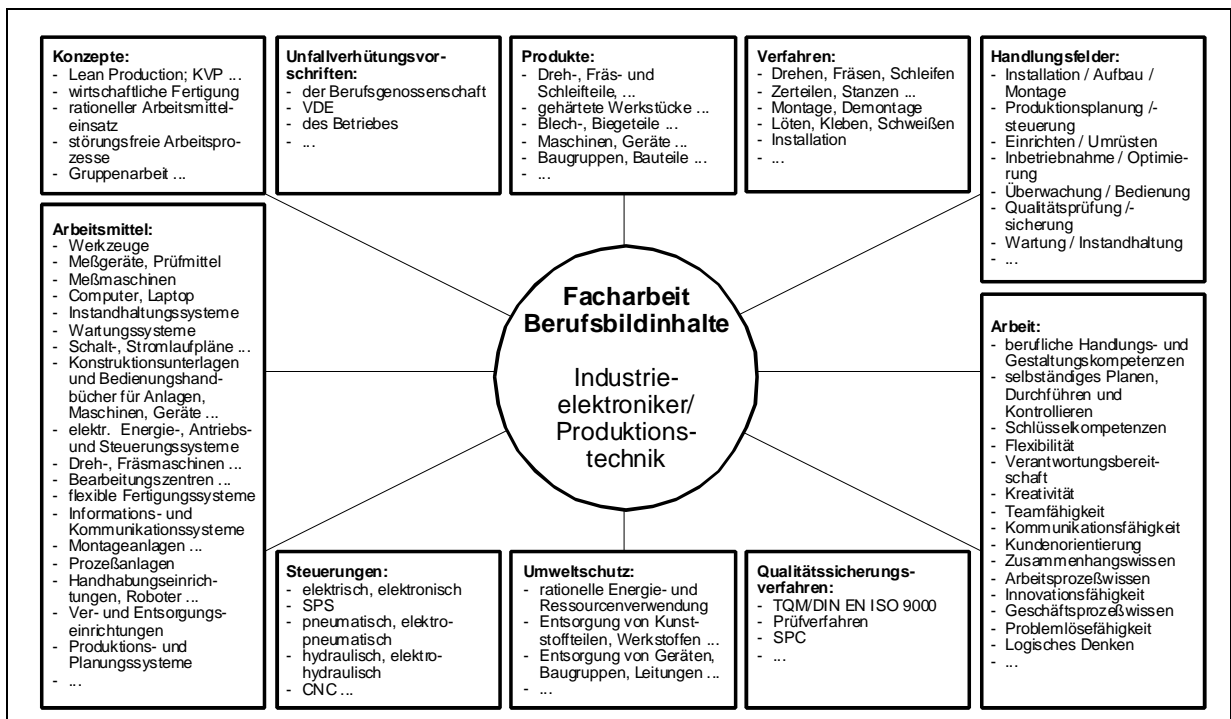 Konzepte:
- Lean Production; KVP ...
- wirtschaftliche Fertigung
- rationeller Arbeitsmittel-
einsatz
- störungsfreie Arbeitspro-
zesse
- Gruppenarbeit ...
Unfallverhütungsvor-
schriften:
- der Berufsgenossenschaft
- VDE
- des Betriebes
- ...
Produkte:
- Dreh-, Fräs- und
Schleifteile, ...
- gehärtete Werkstücke ...
- Blech-, Biegeteile ...
- Maschinen, Geräte ...
- Baugruppen, Bauteile ...
- ...
Verfahren:
- Drehen, Fräsen, Schleifen
- Zerteilen, Stanzen ...
- Montage, Demontage
- Löten, Kleben, Schweißen
- Installation
- ...
Handlungsfelder:
- Installation / Aufbau /
Montage
- Produktionsplanung /-
steuerung
- Einrichten / Umrüsten
- Inbetriebnahme / Optimie-
rung
- Überwachung / Bedienung
- Qualitätsprüfung /-
sicherung
- Wartung / Instandhaltung
- ...
Arbeitsmittel:
- Werkzeuge
- Meßgeräte, Prüfmittel
- Meßmaschinen
- Computer, Laptop
- Instandhaltungssysteme
- Wartungssysteme
- Schalt-, Stromlaufpläne ...
- Konstruktionsunterlagen
und Bedienungshand-
bücher für Anlagen,
Maschinen, Geräte ...
- elektr. Energie-, Antriebs-
und Steuerungssysteme
- Dreh-, Fräsmaschinen ...
- Bearbeitungszentren ...
- flexible Fertigungssysteme
- Informations- und
Kommunikationssysteme
- Montageanlagen ...
- Prozeßanlagen
- Handhabungseinrich-
tungen, Roboter ...
- Ver- und Entsorgungs-
einrichtungen
- Produktions- und
Planungssysteme
- ...
Facharbeit
Berufsbildinhalte
Industrie-
elektroniker/
Produktions-
technik
Arbeit:
- berufliche Handlungs- und
Gestaltungskompetenzen
- selbständiges Planen,
Durchführen und
Kontrollieren
- Schlüsselkompetenzen
- Flexibilität
- Verantwortungsbereit-
schaft
- Kreativität
- Teamfähigkeit
- Kommunikationsfähigkeit
- Kundenorientierung
- Zusammenhangswissen
- Arbeitsprozeßwissen
- Innovationsfähigkeit
- Geschäftsprozeßwissen
- Problemlösefähigkeit
- Logisches Denken
- ...
Steuerungen:
- elektrisch, elektronisch
- SPS
- pneumatisch, elektro-
pneumatisch
- hydraulisch, elektro-
hydraulisch
- CNC ...
Umweltschutz:
- rationelle Energie- und
Ressourcenverwendung
- Entsorgung von Kunst-
stoffteilen, Werkstoffen ...
- Entsorgung von Geräten,
Baugruppen, Leitungen ...
- ...
Qualitätssicherungs-
verfahren:
- TQM/DIN EN ISO 9000
- Prüfverfahren
- SPC
- ...